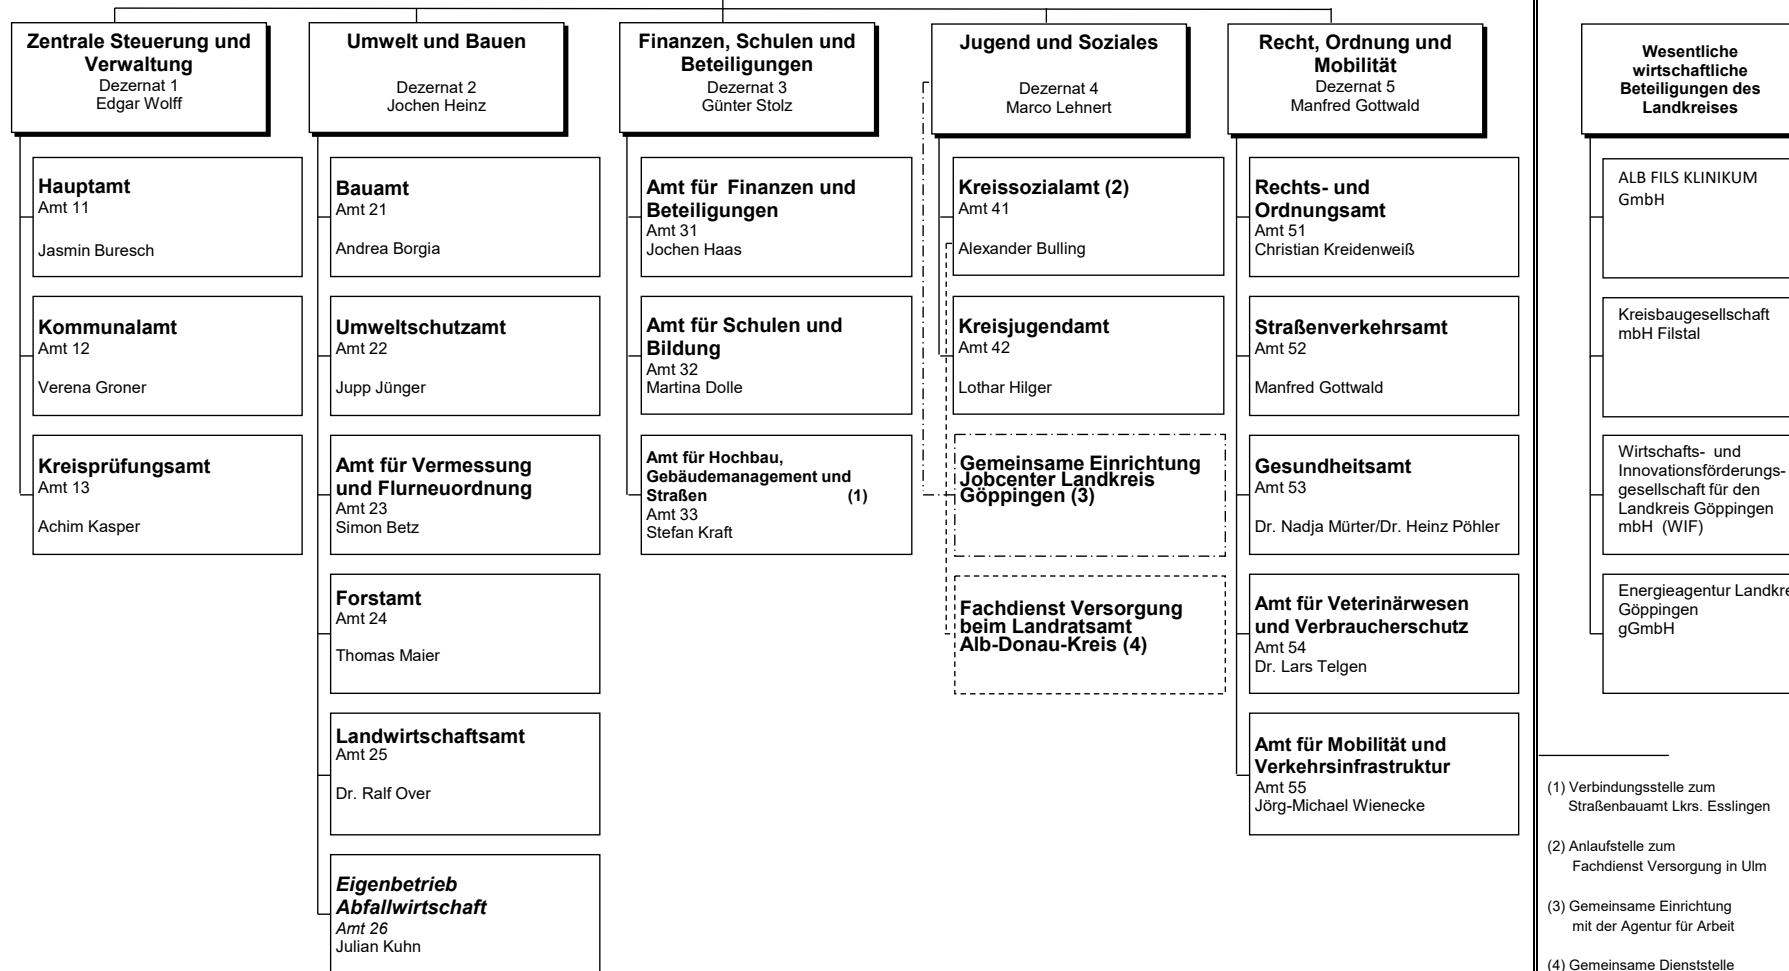 Zentrale Steuerung und
Verwaltung
Dezernat 1
Edgar Wolff
Hauptamt
Amt 11
Jasmin Buresch
Kommunalamt
Amt 12
Verena Groner
Kreisprüfungsamt
Amt 13
Achim Kasper
Umwelt und Bauen
Dezernat 2
Jochen Heinz
Bauamt
Amt 21
Andrea Borgia
Umweltschutzamt
Amt 22
Jupp Jünger
Amt für Vermessung
und Flurneuordnung
Amt 23
Simon Betz
Forstamt
Amt 24
Thomas Maier
Landwirtschaftsamt
Amt 25
Dr. Ralf Over
Eigenbetrieb
Abfallwirtschaft
Amt 26
Julian Kuhn
Finanzen, Schulen und
Beteiligungen
Dezernat 3
Günter Stolz
Amt für Finanzen und
Beteiligungen
Amt 31
Jochen Haas
Amt für Schulen und
Bildung
Amt 32
Martina Dolle
Amt für Hochbau,
Gebäudemanagement und
Straßen (1)
Amt 33
Stefan Kraft
Jugend und Soziales
Dezernat 4
Marco Lehnert
Kreissozialamt (2)
Amt 41
Alexander Bulling
Kreisjugendamt
Amt 42
Lothar Hilger
Gemeinsame Einrichtung
Jobcenter Landkreis
Göppingen (3)
Fachdienst Versorgung
beim Landratsamt
Alb-Donau-Kreis (4)
Recht, Ordnung und
Mobilität
Dezernat 5
Manfred Gottwald
Rechts- und
Ordnungsamt
Amt 51
Christian Kreidenweiß
Straßenverkehrsamt
Amt 52
Manfred Gottwald
Gesundheitsamt
Amt 53
Dr. Nadja Mürter/Dr. Heinz Pöhler
Amt für Veterinärwesen
und Verbraucherschutz
Amt 54
Dr. Lars Telgen
Amt für Mobilität und
Verkehrsinfrastruktur
Amt 55
Jörg-Michael Wienecke
Wesentliche
wirtschaftliche
Beteiligungen des
Landkreises
ALB FILS KLINIKUM
GmbH
Kreisbaugesellschaft
mbH Filstal
Wirtschafts- und
Innovationsförderungs-
gesellschaft für den
Landkreis Göppingen
mbH (WIF)
Energieagentur Landkre
Göppingen
gGmbH
(1) Verbindungsstelle zum
Straßenbauamt Lkrs. Esslingen
(2) Anlaufstelle zum
Fachdienst Versorgung in Ulm
(3) Gemeinsame Einrichtung
mit der Agentur für Arbeit
(4) Gemeinsame Dienststelle